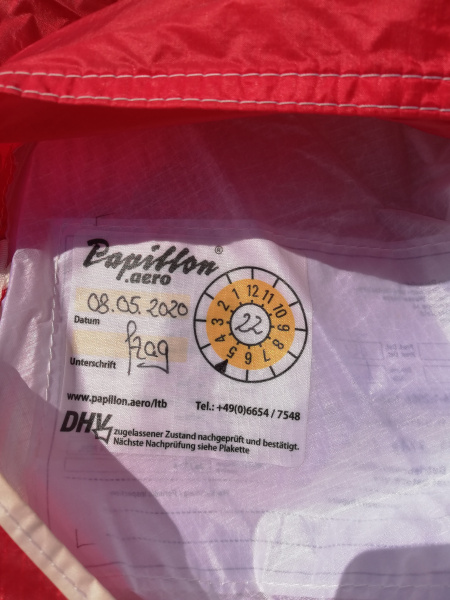 Papillon®
.aero
08.05.2020
Datum
frag
Unterschrift
1 12 11 10 9 8 7 6 5 4 3 2
22
www.papillon.aero/ltb
Tel.: +49(0)6654 / 7548
DHV zugelassener Zustand nachgeprüft und bestätigt.
Nächste Nachprüfung siehe Plakette